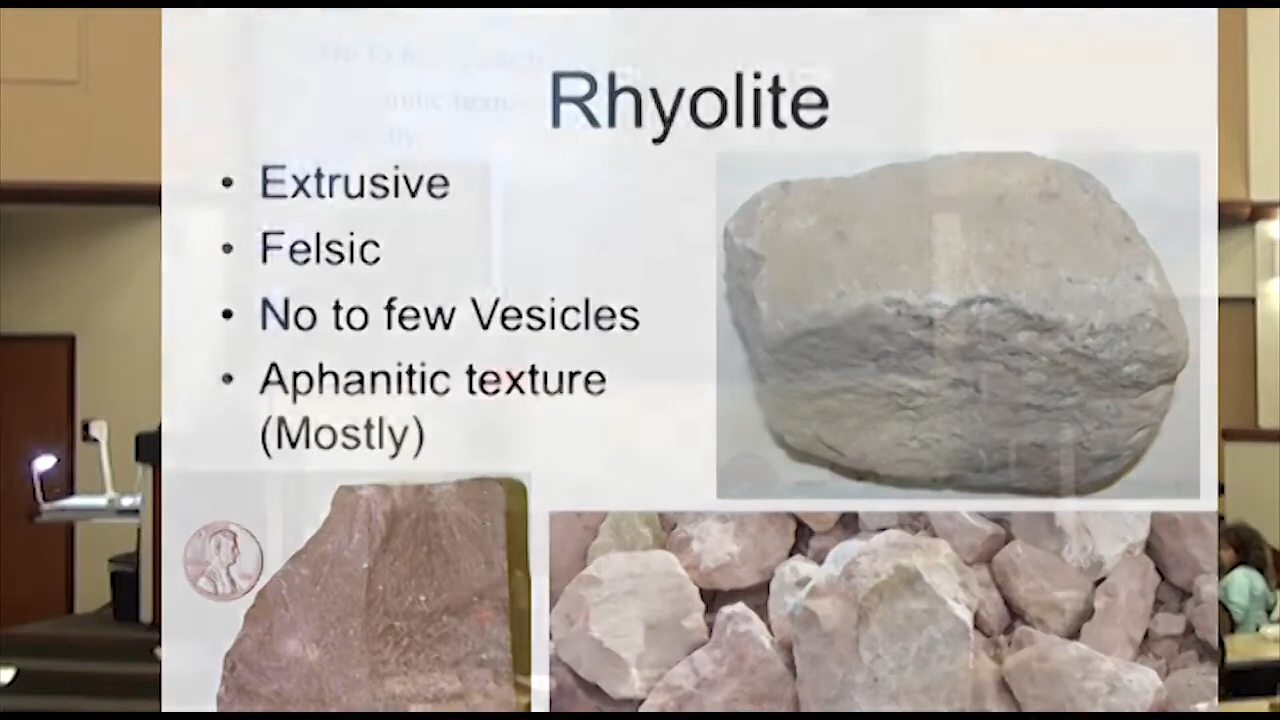 Rhyolite
• Extrusive
• Felsic
• No to few Vesicles
• Aphanitic texture
(Mostly)